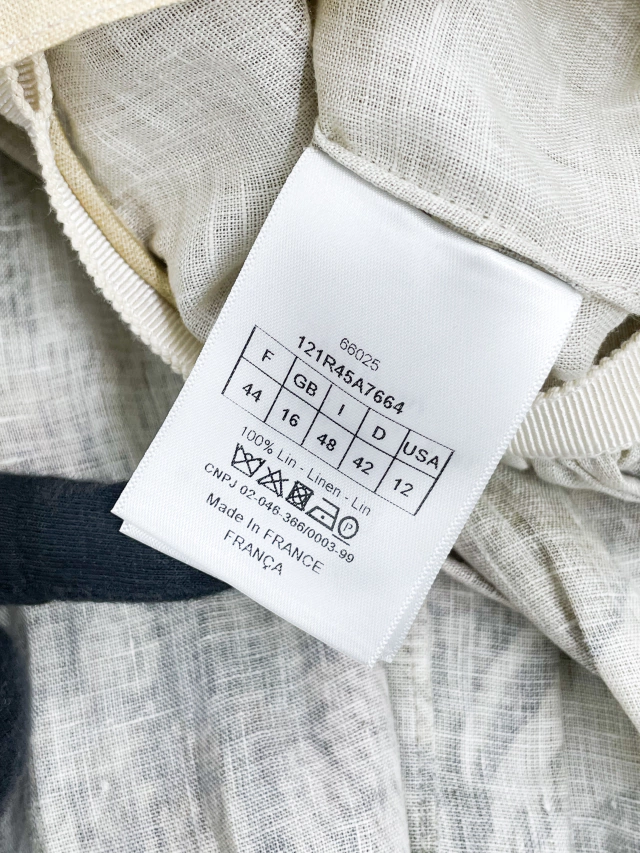 66025
121R45A7664
F GB I D USA
44 16 48 42 12
100% Lin - Linen - Lin
P
CNPJ 02-046-366/0003-99
Made In FRANCE
FRANÇA